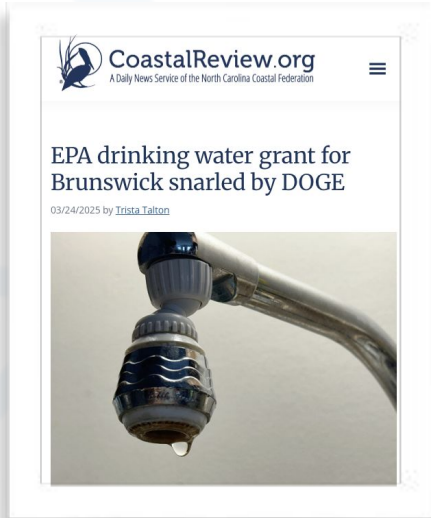 CoastalReview.org
A Daily News Service of the North Carolina Coastal Federation
EPA drinking water grant for
Brunswick snarled by DOGE
03/24/2025 by Trista Talton